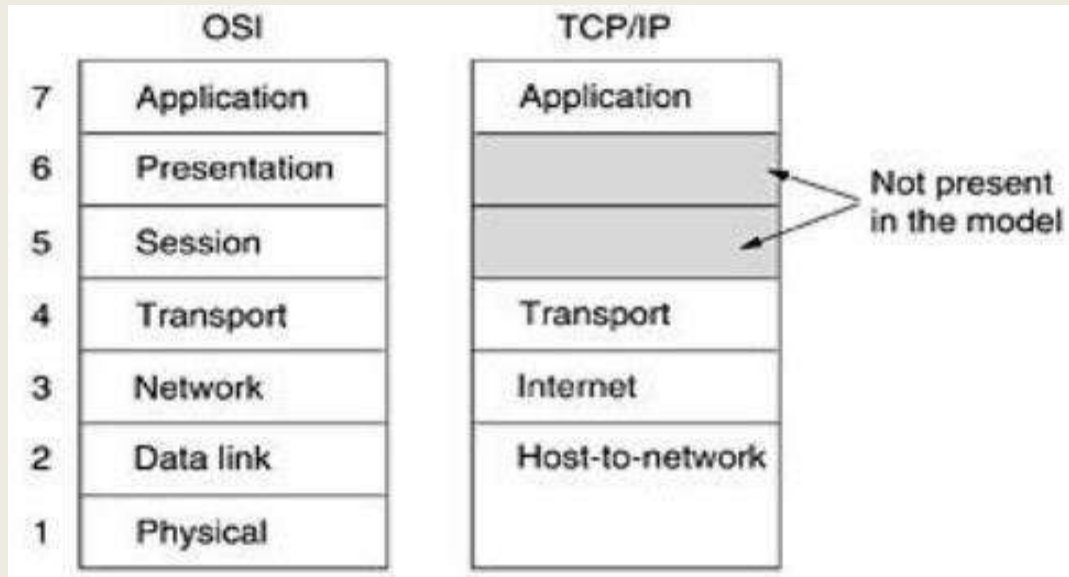 OSI TCP/IP
7 Application Application
6 Presentation
Not present
in the model
5 Session
4 Transport Transport
3 Network Internet
2 Data link Host-to-network
1 Physical